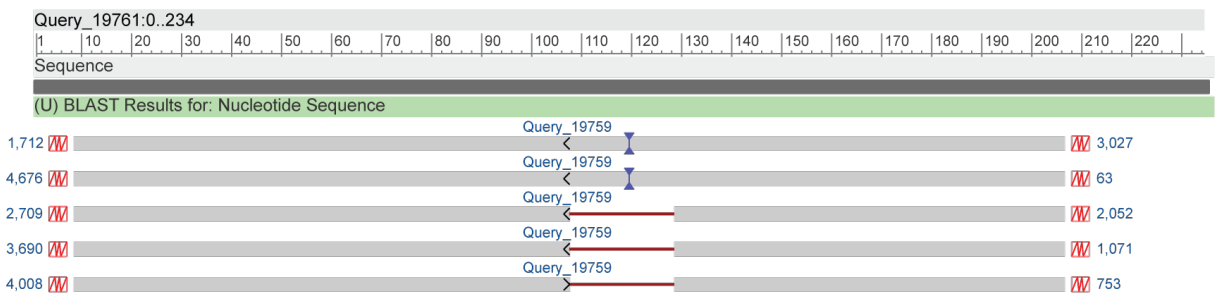 Query_19761:0..234
1 10 20 30 40 50 60 70 80 90 100 110 120 130 140 150 160 170 180 190 200 210 220
Sequence
(U) BLAST Results for: Nucleotide Sequence
Query_19759
1,712 3,027
Query_19759
4,676 63
Query_19759
2,709 2,052
Query_19759
3,690 1,071
Query_19759
4,008 753